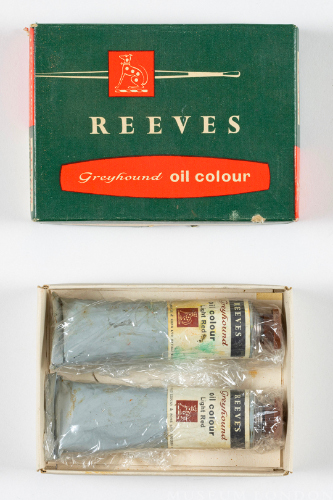 REEVES
Greyhound oil colour
REEVES
Greyhound
oil colour
Light Red
REEVES
Greyhound
oil colour
Light Red